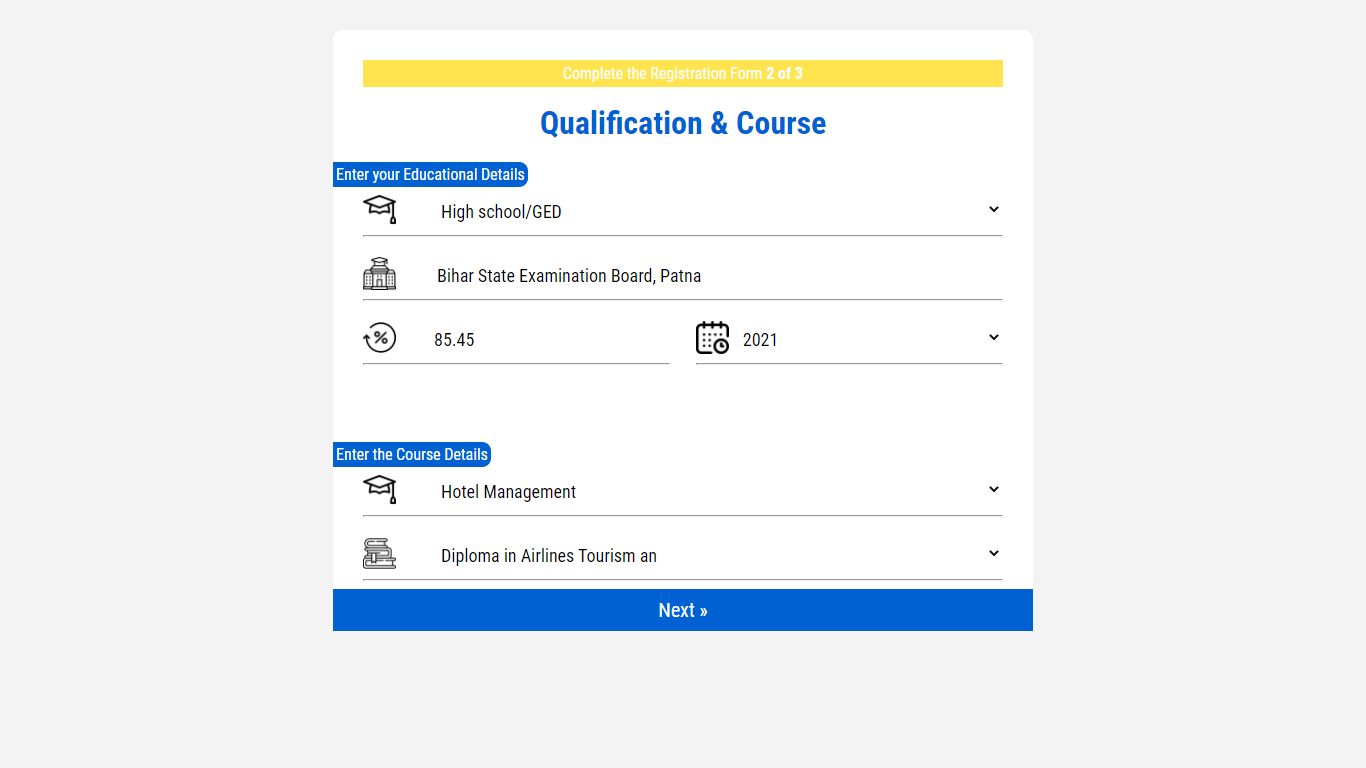 Complete the Registration Form 2 of 3
Qualification & Course
Enter your Educational Details
High school/GED
Bihar State Examination Board, Patna
% 85.45 2021
Enter the Course Details
Hotel Management
Diploma in Airlines Tourism an
Next »